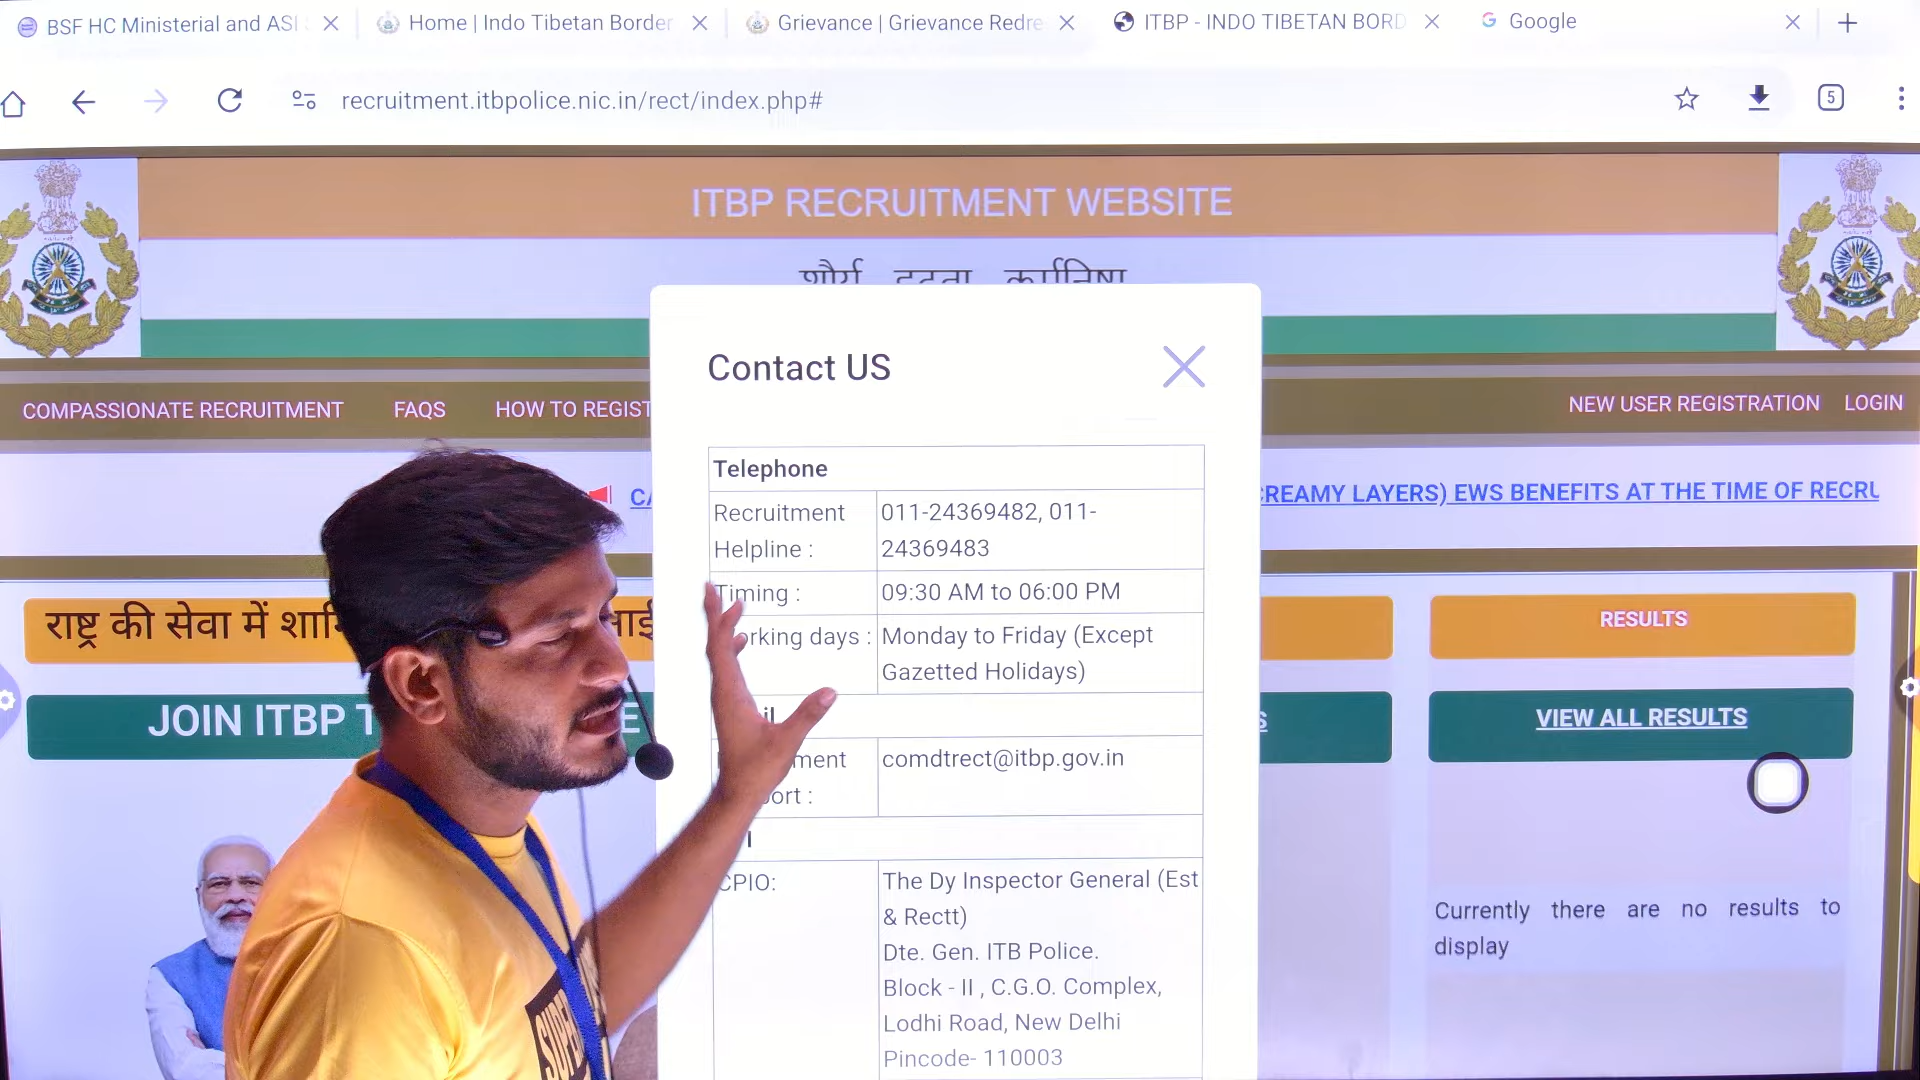 BSF HC Ministerial and ASI
Home | Indo Tibetan Border
Grievance | Grievance Redre
ITBP - INDO TIBETAN BORD
Google
recruitment.itbpolice.nic.in/rect/index.php#
5
ITBP RECRUITMENT WEBSITE
शौर्य दृढ़ता कर्मनिष्ठा
COMPASSIONATE RECRUITMENT
FAQS
HOW TO REGIST
NEW USER REGISTRATION
LOGIN
CREAMY LAYERS) EWS BENEFITS AT THE TIME OF RECRU
राष्ट्र की सेवा में
JOIN ITBP
RESULTS
VIEW ALL RESULTS
Currently there are no results to
display
Contact US
Telephone
Recruitment
Helpline :
011-24369482, 011-
24369483
Timing :
09:30 AM to 06:00 PM
days :
Monday to Friday (Except
Gazetted Holidays)
comdtrect@itbp.gov.in
CPIO:
The Dy Inspector General (Est
& Rectt)
Dte. Gen. ITB Police.
Block - II , C.G.O. Complex,
Lodhi Road, New Delhi
Pincode- 110003